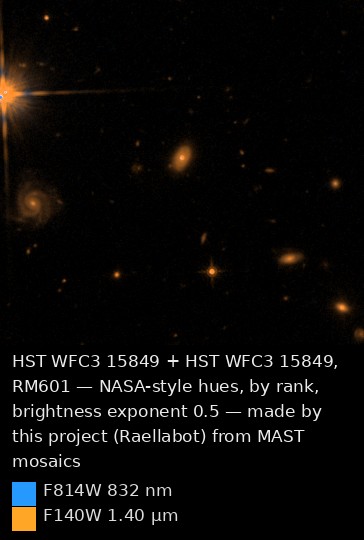 HST WFC3 15849 + HST WFC3 15849,
RM601 — NASA-style hues, by rank,
brightness exponent 0.5 — made by
this project (Raellabot) from MAST
mosaics
F814W 832 nm
F140W 1.40 µm